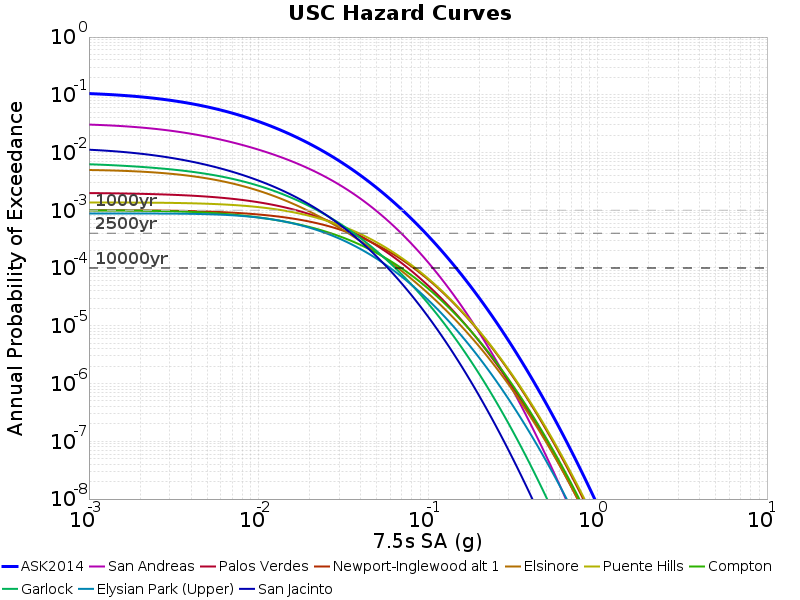 USC Hazard Curves
Annual Probability of Exceedance
10^0
10^-1
10^-2
10^-3
10^-4
10^-5
10^-6
10^-7
10^-8
1000yr
2500yr
10000yr
10^-3 10^-2 10^-1 10^0 10^1
7.5s SA (g)
ASK2014 San Andreas Palos Verdes Newport-Inglewood alt 1 Elsinore Puente Hills Compton
Garlock Elysian Park (Upper) San Jacinto